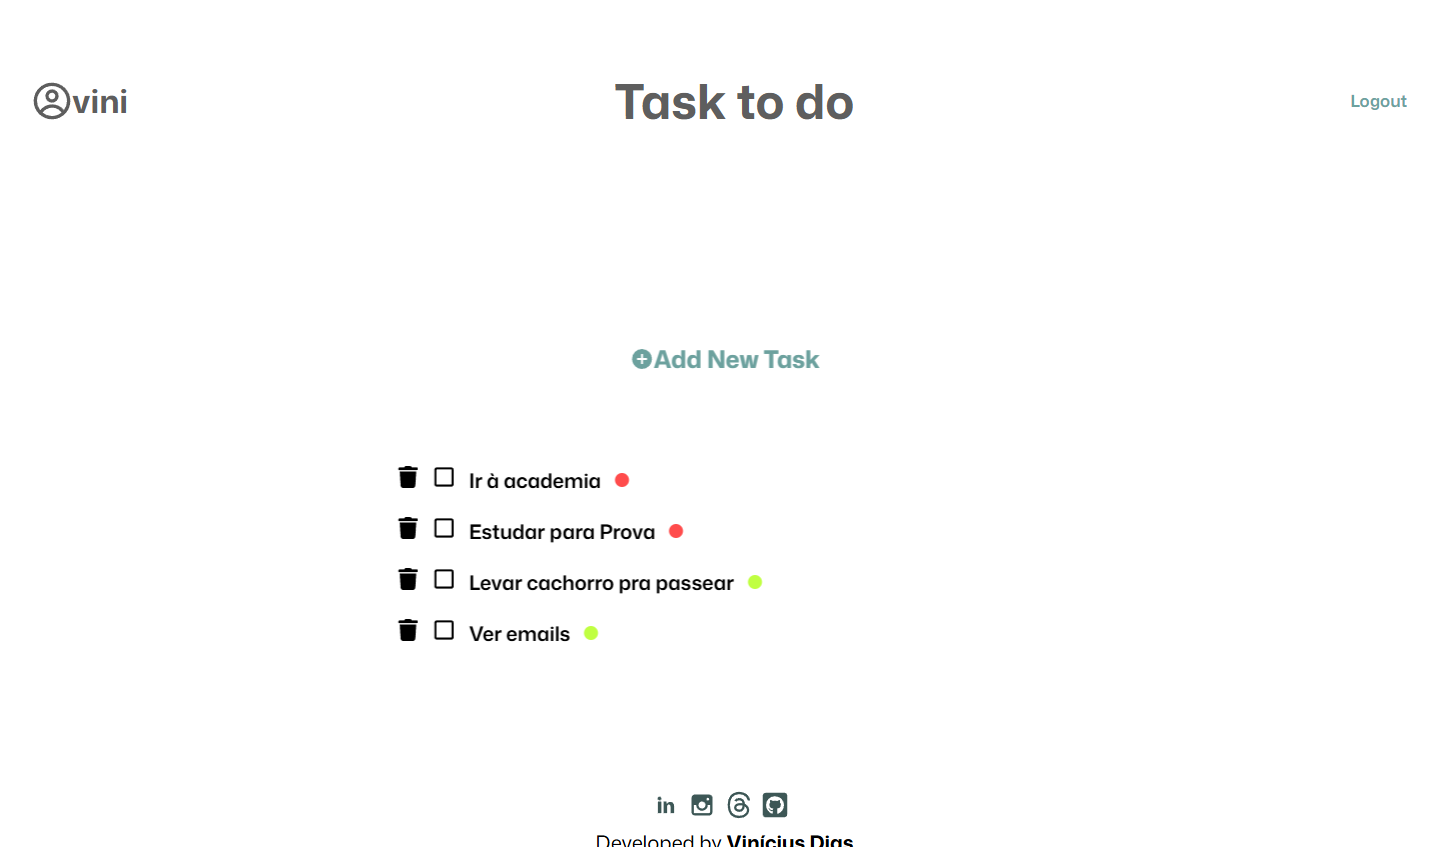 vini
Task to do
Logout
Add New Task
Ir à academia
Estudar para Prova
Levar cachorro pra passear
Ver emails
Developed by Vinícius Dias